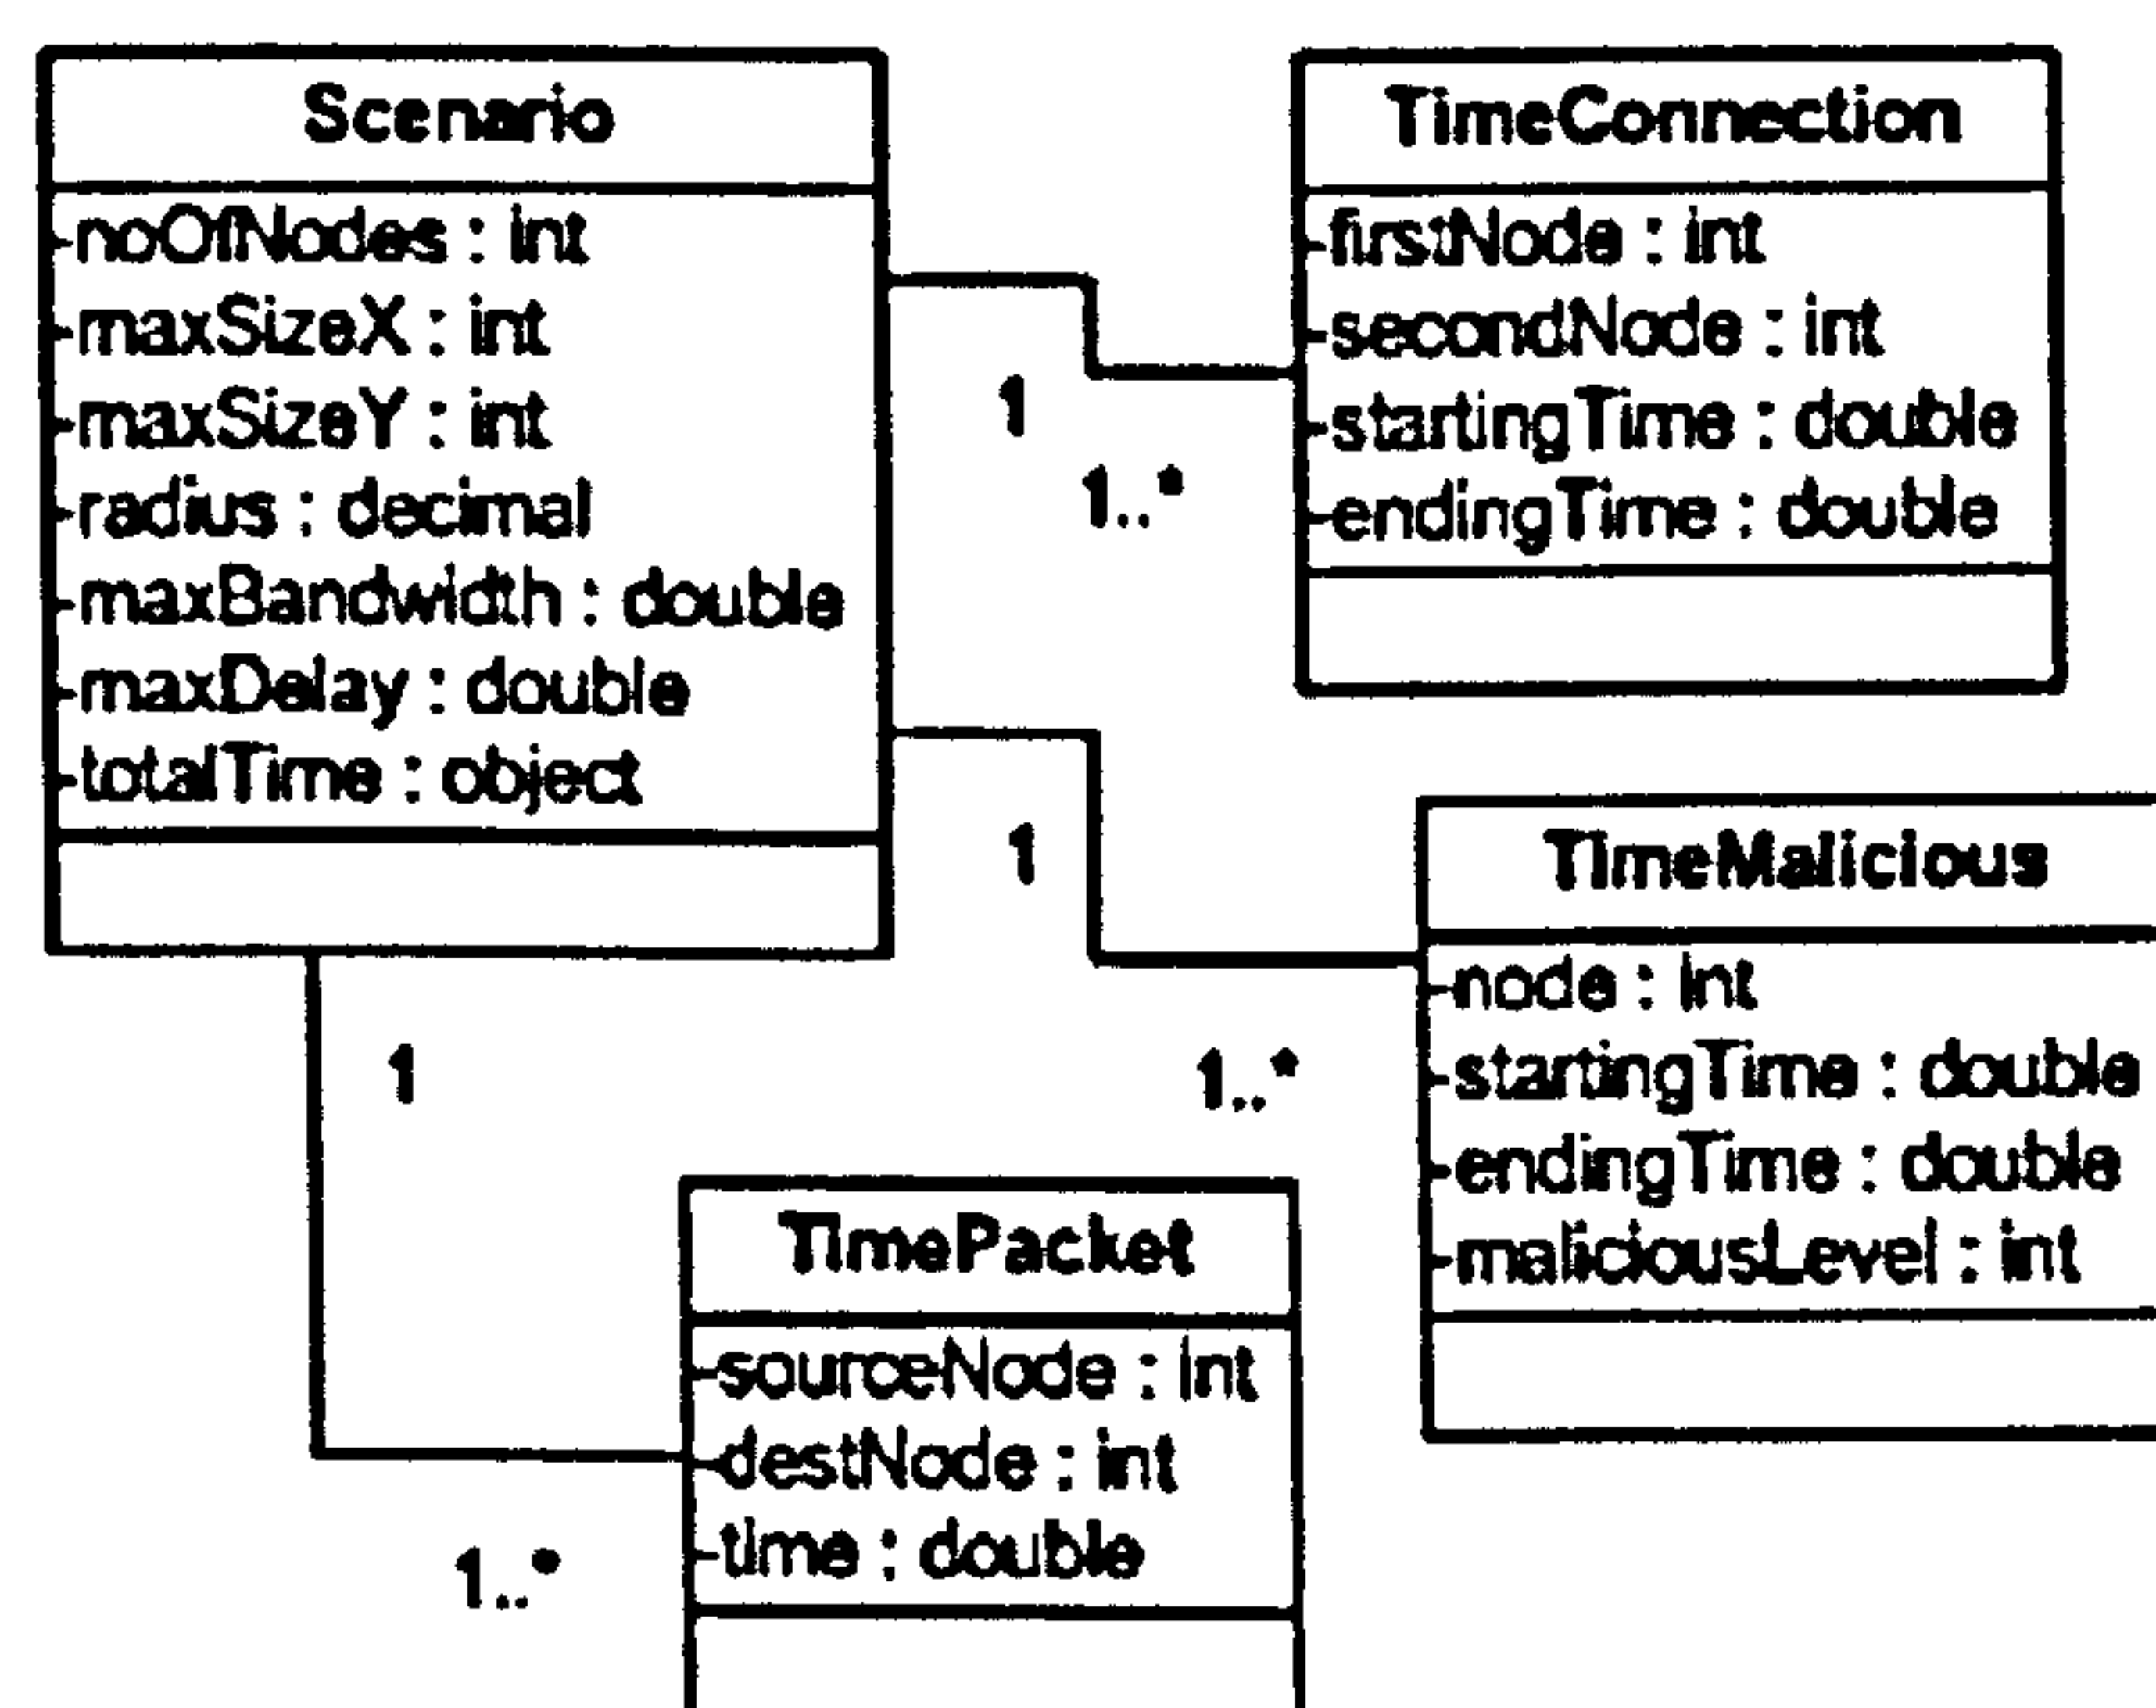 Scenario
-noOfNodes : int
-maxSizeX : int
-maxSizeY : int
-radius : decimal
-maxBandwidth : double
-maxDelay : double
-totalTime : object
TimeConnection
-firstNode : int
-secondNode : int
-startingTime : double
-endingTime : double
1
1..*
1
1..*
TimeMalicious
-node : int
-startingTime : double
-endingTime : double
-maliciousLevel : int
1
1..*
TimePacket
-sourceNode : int
-destNode : int
-time : double